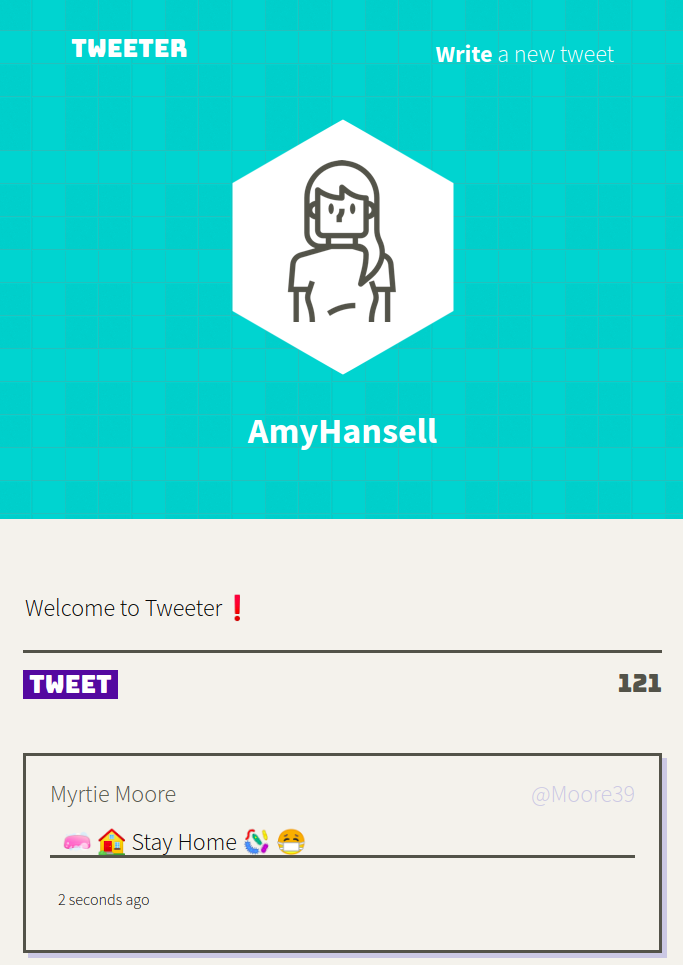 TWEETER
Write a new tweet
AmyHansell
Welcome to Tweeter ❗
TWEET
121
Myrtie Moore
@Moore39
🧼 🏠 Stay Home 🦠 😷
2 seconds ago